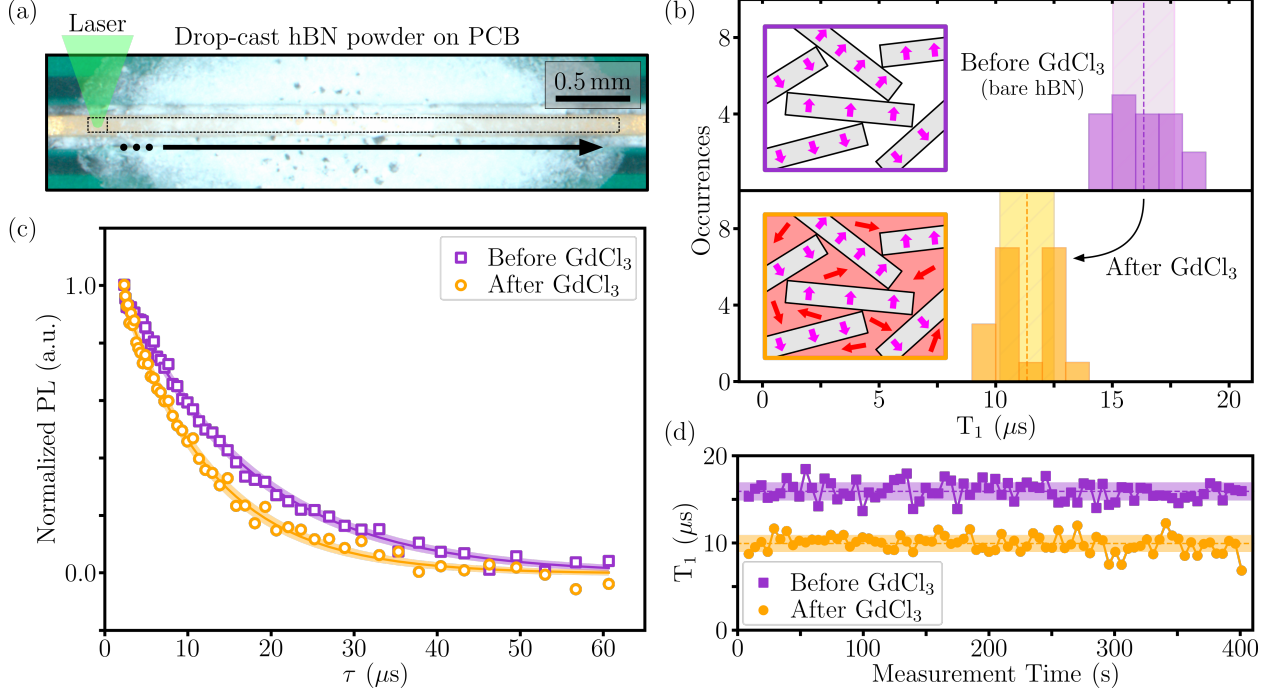 (a)
Laser
Drop-cast hBN powder on PCB
0.5 mm
(b)
Occurrences
8
4
Before GdCl₃
(bare hBN)
8
4
0
After GdCl₃
0
5
10
15
20
T₁ (μs)
(c)
Normalized PL (a.u.)
1.0
0.0
Before GdCl₃
After GdCl₃
0
10
20
30
40
50
60
τ (μs)
(d)
T₁ (μs)
20
10
0
Before GdCl₃
After GdCl₃
0
100
200
300
400
Measurement Time (s)